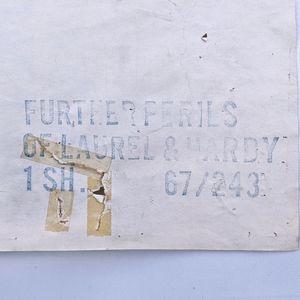 FURTHER PERILS
OF LAUREL & HARDY
1 SH. 67/243